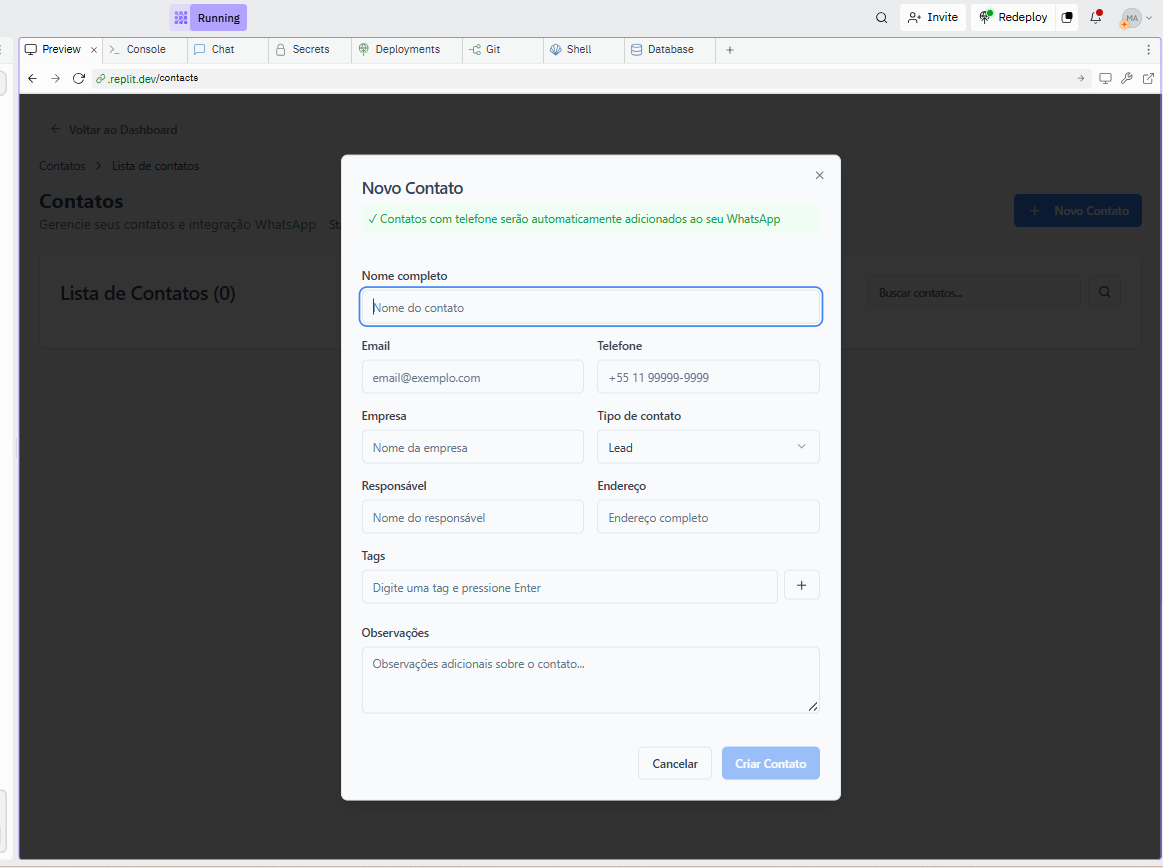 Running
Invite
Redeploy
MA
Preview
Console
Chat
Secrets
Deployments
Git
Shell
Database
.replit.dev/contacts
Voltar ao Dashboard
Contatos > Lista de contatos
Contatos
Gerencie seus contatos e integração WhatsApp
Novo Contato
Lista de Contatos (0)
Buscar contatos...
Novo Contato
✓ Contatos com telefone serão automaticamente adicionados ao seu WhatsApp
Nome completo
Nome do contato
Email
Telefone
email@exemplo.com
+55 11 99999-9999
Empresa
Tipo de contato
Nome da empresa
Lead
Responsável
Endereço
Nome do responsável
Endereço completo
Tags
Digite uma tag e pressione Enter
Observações
Observações adicionais sobre o contato...
Cancelar
Criar Contato